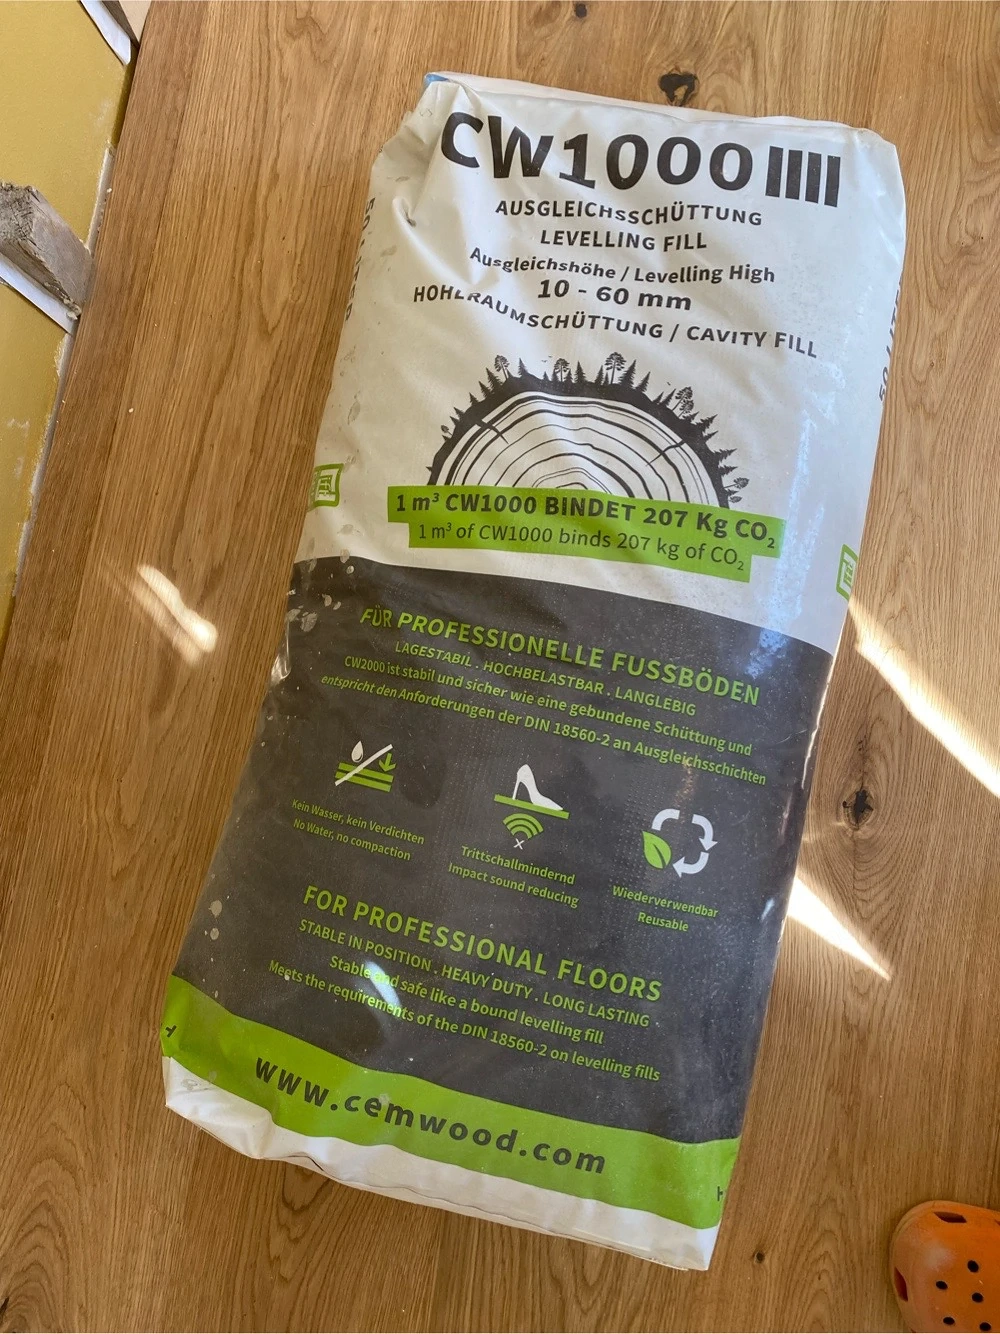 CW1000
AUSGLEICHSSCHÜTTUNG
LEVELLING FILL
Ausgleichshöhe / Levelling High
10 - 60 mm
HOHLRAUMSCHÜTTUNG / CAVITY FILL
1 m³ CW1000 BINDET 207 Kg CO₂
1 m³ of CW1000 binds 207 kg of CO₂
FÜR PROFESSIONELLE FUSSBÖDEN
LAGESTABIL . HOCHBELASTBAR . LANGLEBIG
CW2000 ist stabil und sicher wie eine gebundene Schüttung und
entspricht den Anforderungen der DIN 18560-2 an Ausgleichsschichten
Kein Wasser, kein Verdichten
No Water, no compaction
Trittschallmindernd
Impact sound reducing
Wiederverwendbar
Reusable
FOR PROFESSIONAL FLOORS
STABLE IN POSITION . HEAVY DUTY . LONG LASTING .
Stable and safe like a bound levelling fill
Meets the requirements of the DIN 18560-2 on levelling fills
www.cemwood.com